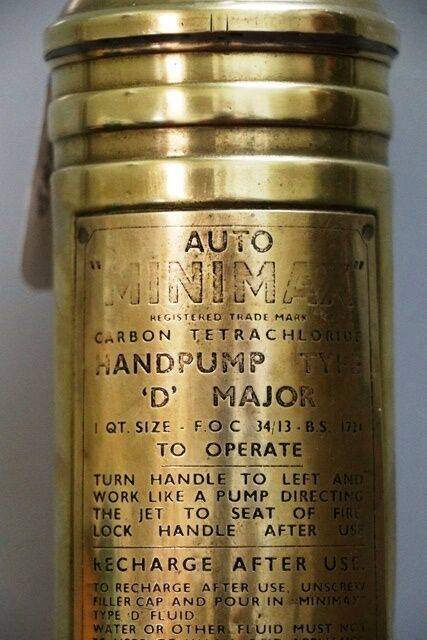 AUTO
"MINIMAX"
REGISTERED TRADE MARK
CARBON TETRACHLORIDE
HANDPUMP TYPE
'D' MAJOR
1 QT. SIZE - F.O.C 34/13 - B.S. 1721
TO OPERATE
TURN HANDLE TO LEFT AND
WORK LIKE A PUMP DIRECTING
THE JET TO SEAT OF FIRE
LOCK HANDLE AFTER USE
RECHARGE AFTER USE.
TO RECHARGE AFTER USE, UNSCREW
FILLER CAP AND POUR IN "MINIMAX"
TYPE 'D' FLUID
WATER OR OTHER FLUID MUST NOT